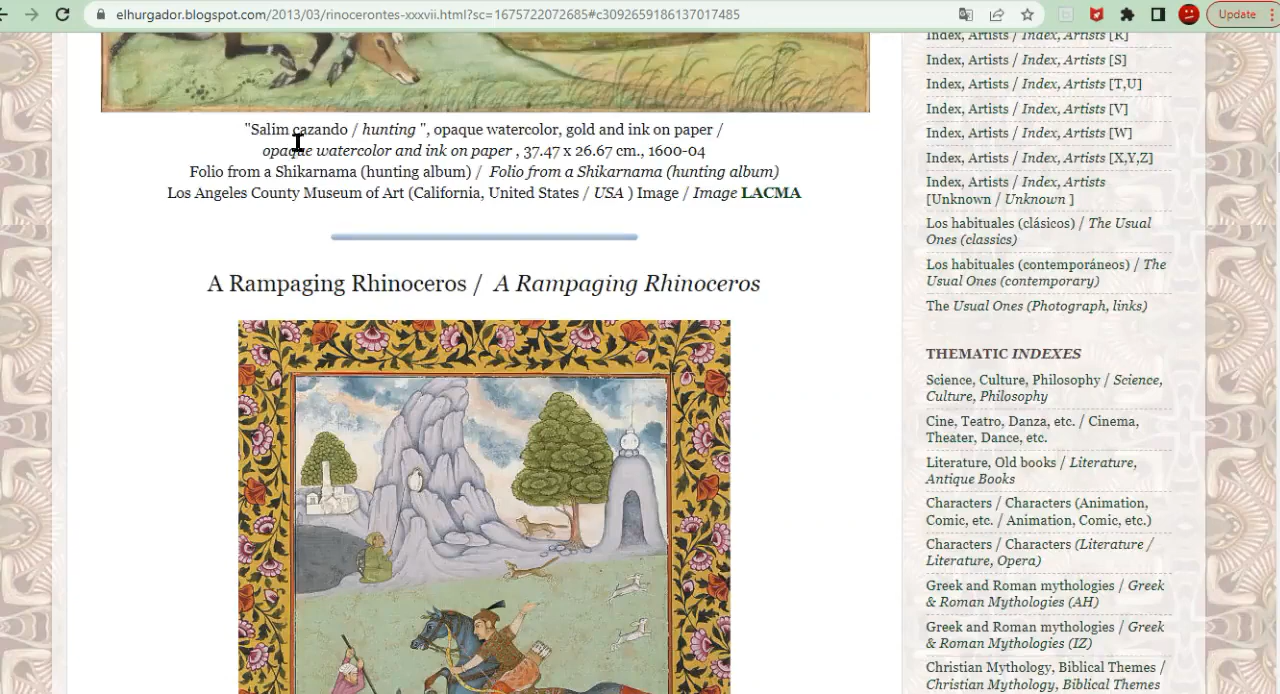 elhurgador.blogspot.com/2013/03/rinocerontes-xxxvii.html?sc=1675722072685#c3092659186137017485
Update
"Salim cazando / hunting ", opaque watercolor, gold and ink on paper /
opaque watercolor and ink on paper , 37.47 x 26.67 cm., 1600-04
Folio from a Shikarnama (hunting album) / Folio from a Shikarnama (hunting album)
Los Angeles County Museum of Art (California, United States / USA ) Image / Image LACMA
A Rampaging Rhinoceros / A Rampaging Rhinoceros
Index, Artists / Index, Artists [R]
Index, Artists / Index, Artists [S]
Index, Artists / Index, Artists [T,U]
Index, Artists / Index, Artists [V]
Index, Artists / Index, Artists [W]
Index, Artists / Index, Artists [X,Y,Z]
Index, Artists / Index, Artists
[Unknown / Unknown ]
Los habituales (clásicos) / The Usual
Ones (classics)
Los habituales (contemporáneos) / The
Usual Ones (contemporary)
The Usual Ones (Photograph, links)
THEMATIC INDEXES
Science, Culture, Philosophy / Science,
Culture, Philosophy
Cine, Teatro, Danza, etc. / Cinema,
Theater, Dance, etc.
Literature, Old books / Literature,
Antique Books
Characters / Characters (Animation,
Comic, etc. / Animation, Comic, etc.)
Characters / Characters (Literature /
Literature, Opera)
Greek and Roman mythologies / Greek
& Roman Mythologies (AH)
Greek and Roman mythologies / Greek
& Roman Mythologies (IZ)
Christian Mythology, Biblical Themes /
Christian Mythology, Biblical Themes